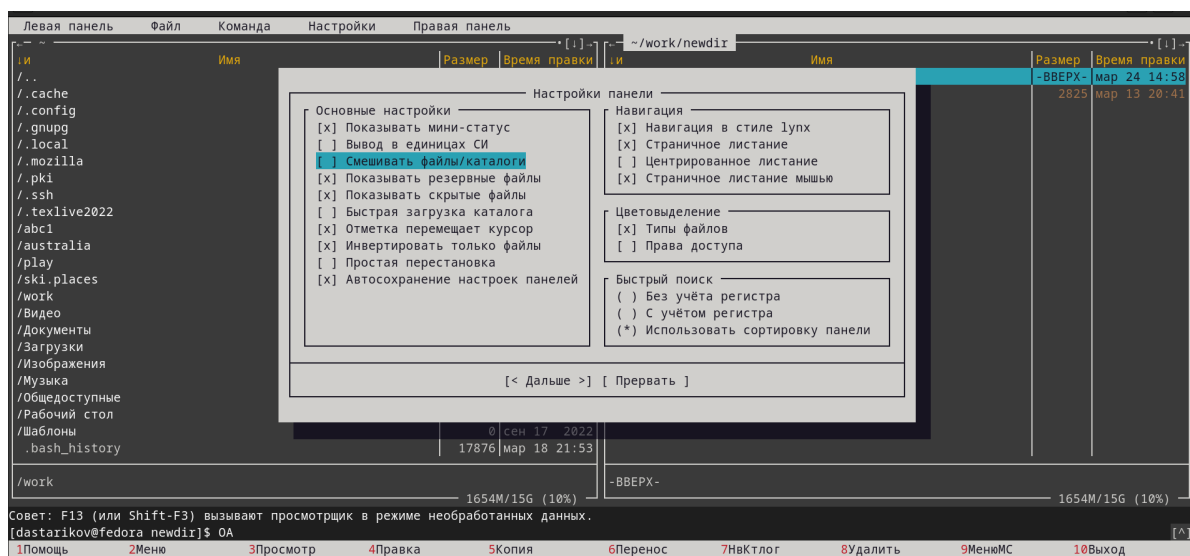 Левая панель Файл Команда Настройки Правая панель
~ [↓] ~/work/newdir [↓]
↓и Имя Размер Время правки ↓и Имя Размер Время правки
/.. -ВВЕРХ- мар 24 14:58
/.cache 2825 мар 13 20:41
/.config
/.gnupg
/.local
/.mozilla
/.pki
/.ssh
/.texlive2022
/abc1
/australia
/play
/ski.places
/work
/Видео
/Документы
/Загрузки
/Изображения
/Музыка
/Общедоступные
/Рабочий стол
/Шаблоны 0 сен 17 2022
.bash_history 17876 мар 18 21:53
Настройки панели
Основные настройки
[x] Показывать мини-статус
[ ] Вывод в единицах СИ
[ ] Смешивать файлы/каталоги
[x] Показывать резервные файлы
[x] Показывать скрытые файлы
[ ] Быстрая загрузка каталога
[x] Отметка перемещает курсор
[x] Инвертировать только файлы
[ ] Простая перестановка
[x] Автосохранение настроек панелей
Навигация
[x] Навигация в стиле lynx
[x] Страничное листание
[ ] Центрированное листание
[x] Страничное листание мышью
Цветовыделение
[x] Типы файлов
[ ] Права доступа
Быстрый поиск
( ) Без учёта регистра
( ) С учётом регистра
(*) Использовать сортировку панели
[< Дальше >] [ Прервать ]
/work -ВВЕРХ-
1654M/15G (10%) 1654M/15G (10%)
Совет: F13 (или Shift-F3) вызывают просмотрщик в режиме необработанных данных.
[dastarikov@fedora newdir]$ OA [^]
1Помощь 2Меню 3Просмотр 4Правка 5Копия 6Перенос 7НвКтлог 8Удалить 9МенюМС 10Выход